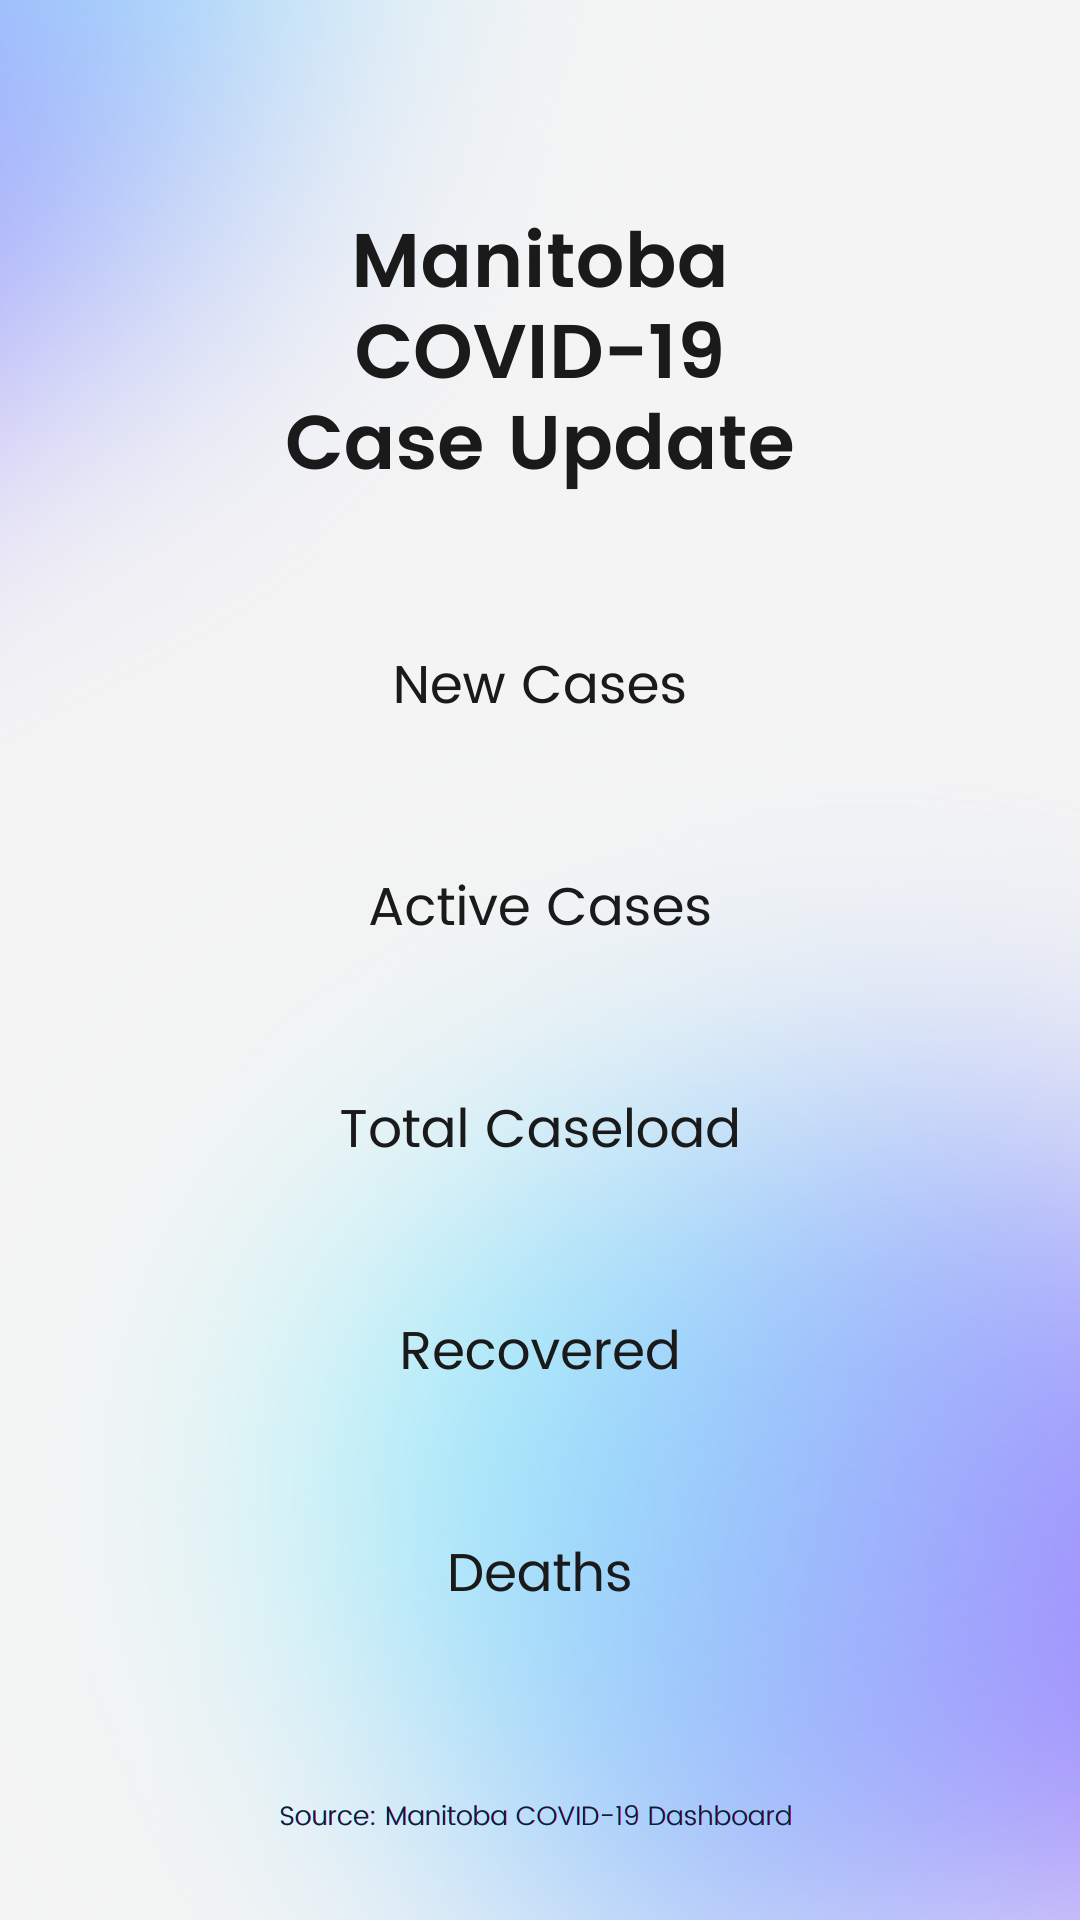 Manitoba
COVID-19
Case Update
New Cases
Active Cases
Total Caseload
Recovered
Deaths
Source: Manitoba COVID-19 Dashboard